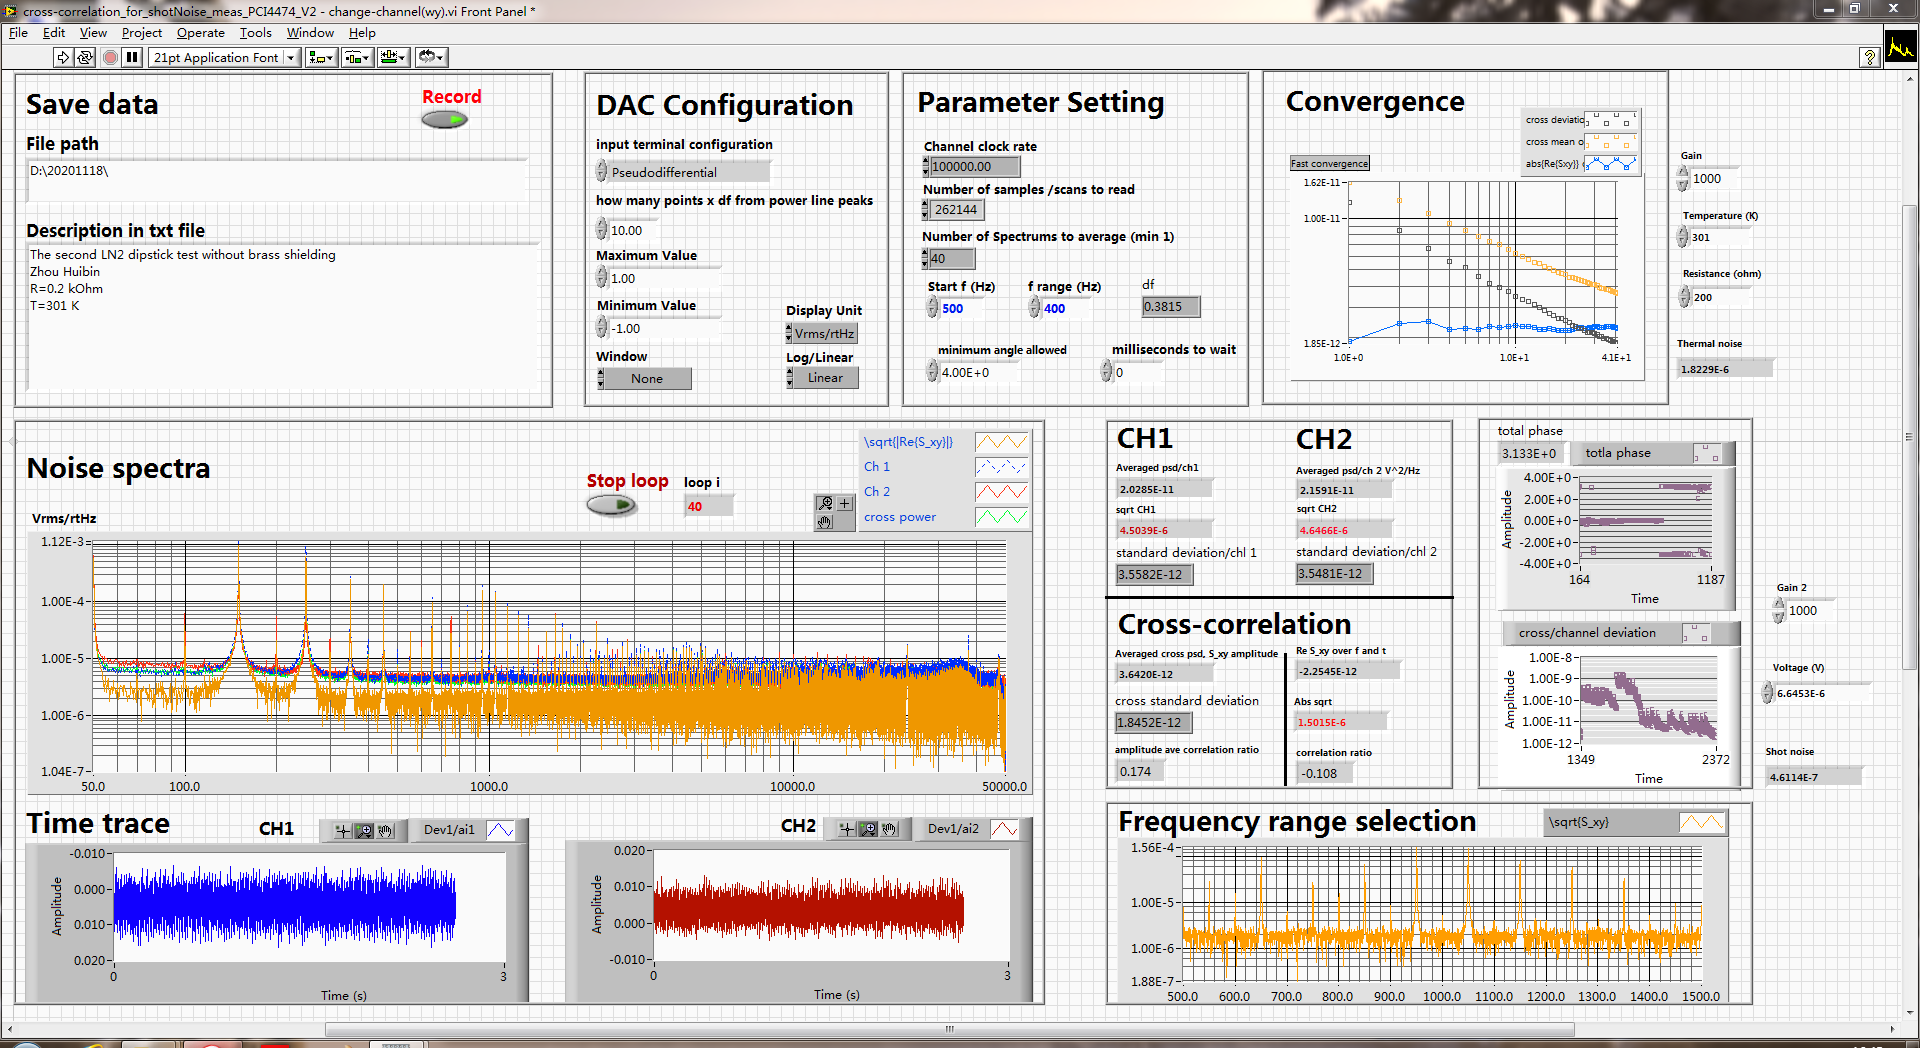 cross-correlation_for_shotNoise_meas_PCI4474_V2 - change-channel(wy).vi Front Panel *
File Edit View Project Operate Tools Window Help
21pt Application Font
Save data
Record
File path
D:\20201118\
Description in txt file
The second LN2 dipstick test without brass shielding
Zhou Huibin
R=0.2 kOhm
T=301 K
DAC Configuration
input terminal configuration
Pseudodifferential
how many points x df from power line peaks
10.00
Maximum Value
1.00
Minimum Value
-1.00
Window
None
Display Unit
Vrms/rtHz
Log/Linear
Linear
Parameter Setting
Channel clock rate
100000.00
Number of samples /scans to read
262144
Number of Spectrums to average (min 1)
40
Start f (Hz)
500
f range (Hz)
400
df
0.3815
minimum angle allowed
4.00E+0
milliseconds to wait
0
Convergence
cross deviatio
cross mean o
abs[Re{Sxy}]
Fast convergence
1.62E-11
1.00E-11
1.85E-12
1.0E+0
1.0E+1
4.1E+1
Gain
1000
Temperature (K)
301
Resistance (ohm)
200
Thermal noise
1.8229E-6
Noise spectra
Stop loop
loop i
40
\sqrt{|Re{S_xy}|}
Ch 1
Ch 2
cross power
Vrms/rtHz
1.12E-3
1.00E-4
1.00E-5
1.00E-6
1.04E-7
50.0
100.0
1000.0
10000.0
50000.0
CH1
Averaged psd/ch1
2.0285E-11
sqrt CH1
4.5039E-6
standard deviation/chl 1
3.5582E-12
CH2
Averaged psd/ch 2 V^2/Hz
2.1591E-11
sqrt CH2
4.6466E-6
standard deviation/chl 2
3.5481E-12
Cross-correlation
Averaged cross psd, S_xy amplitude
3.6420E-12
cross standard deviation
1.8452E-12
amplitude ave correlation ratio
0.174
Re S_xy over f and t
-2.2545E-12
Abs sqrt
1.5015E-6
correlation ratio
-0.108
total phase
3.133E+0
totla phase
4.00E+0
2.00E+0
0.00E+0
-2.00E+0
-4.00E+0
Amplitude
164
1187
Time
cross/channel deviation
1.00E-8
1.00E-9
1.00E-10
1.00E-11
1.00E-12
Amplitude
1349
2372
Time
Gain 2
1000
Voltage (V)
6.6453E-6
Shot noise
4.6114E-7
Time trace
CH1
Dev1/ai1
-0.010
0.000
0.010
0.020
Amplitude
0
3
Time (s)
CH2
Dev1/ai2
0.020
0.010
0.000
-0.010
Amplitude
0
3
Time (s)
Frequency range selection
\sqrt{S_xy}
1.56E-4
1.00E-5
1.00E-6
1.88E-7
500.0
600.0
700.0
800.0
900.0
1000.0
1100.0
1200.0
1300.0
1400.0
1500.0